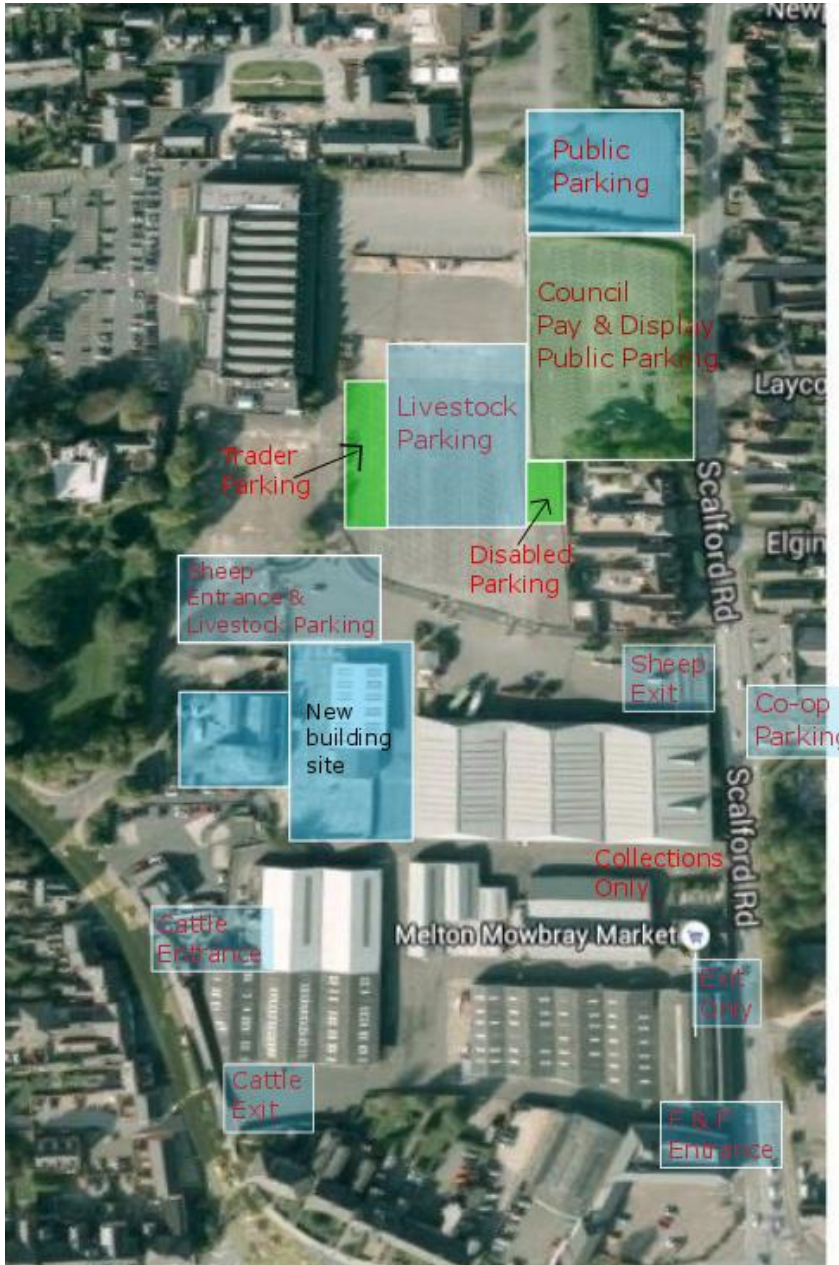 New
Public
Parking
Council
Pay & Display
Public Parking
Layco
Livestock
Parking
Trader
Parking
Scalford Rd
Elgin
Disabled
Parking
Sheep
Entrance &
Livestock Parking
Sheep
Exit
Co-op
Parking
New
building
site
Scalford Rd
Collections
Only
Cattle
Entrance
Melton Mowbray Market
Exit
Only
Cattle
Exit
F & F
Entrance